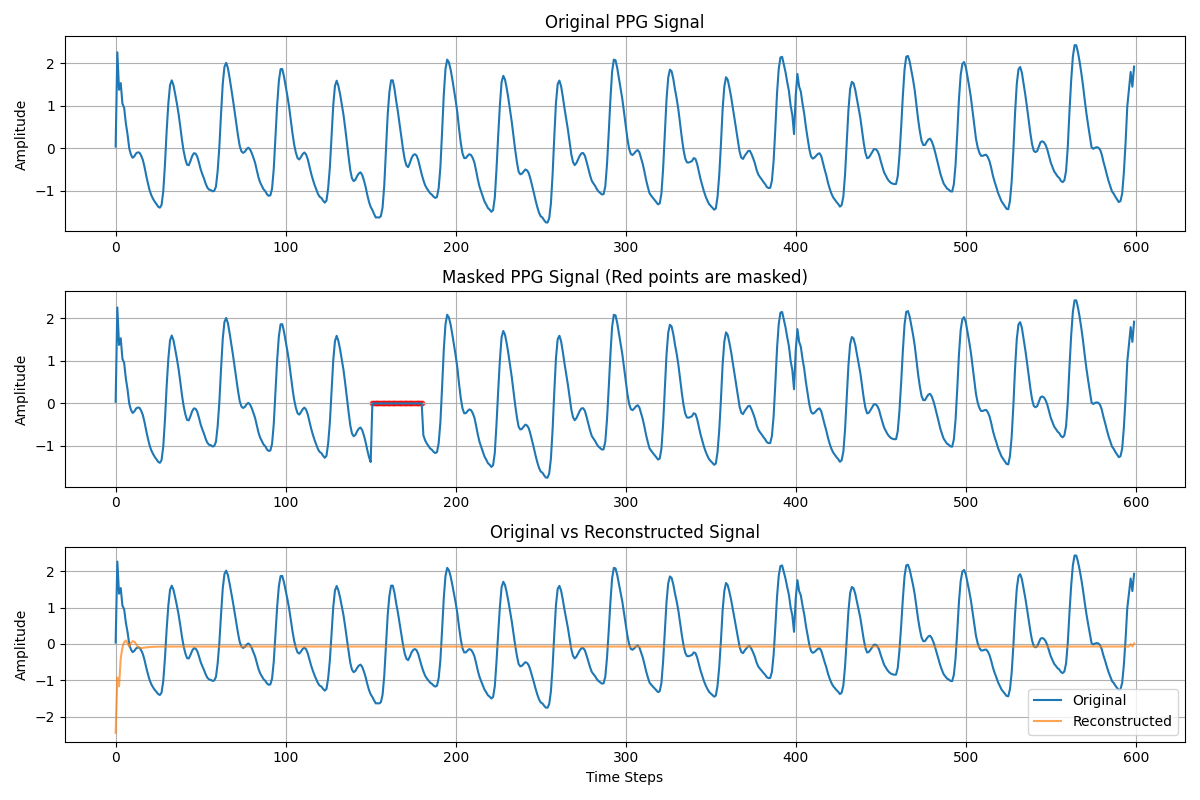 Original PPG Signal
Amplitude
2
1
0
−1
0 100 200 300 400 500 600
Masked PPG Signal (Red points are masked)
Amplitude
2
1
0
−1
0 100 200 300 400 500 600
Original vs Reconstructed Signal
Amplitude
2
1
0
−1
−2
Original
Reconstructed
0 100 200 300 400 500 600
Time Steps